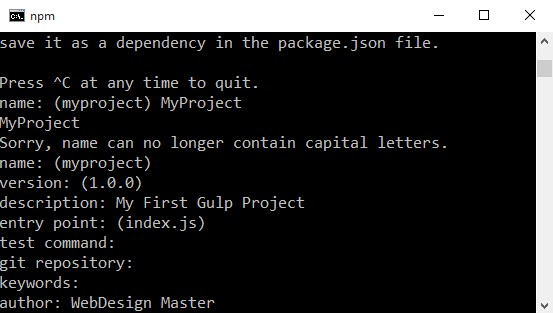 npm
save it as a dependency in the package.json file.
Press ^C at any time to quit.
name: (myproject) MyProject
MyProject
Sorry, name can no longer contain capital letters.
name: (myproject)
version: (1.0.0)
description: My First Gulp Project
entry point: (index.js)
test command:
git repository:
keywords:
author: WebDesign Master